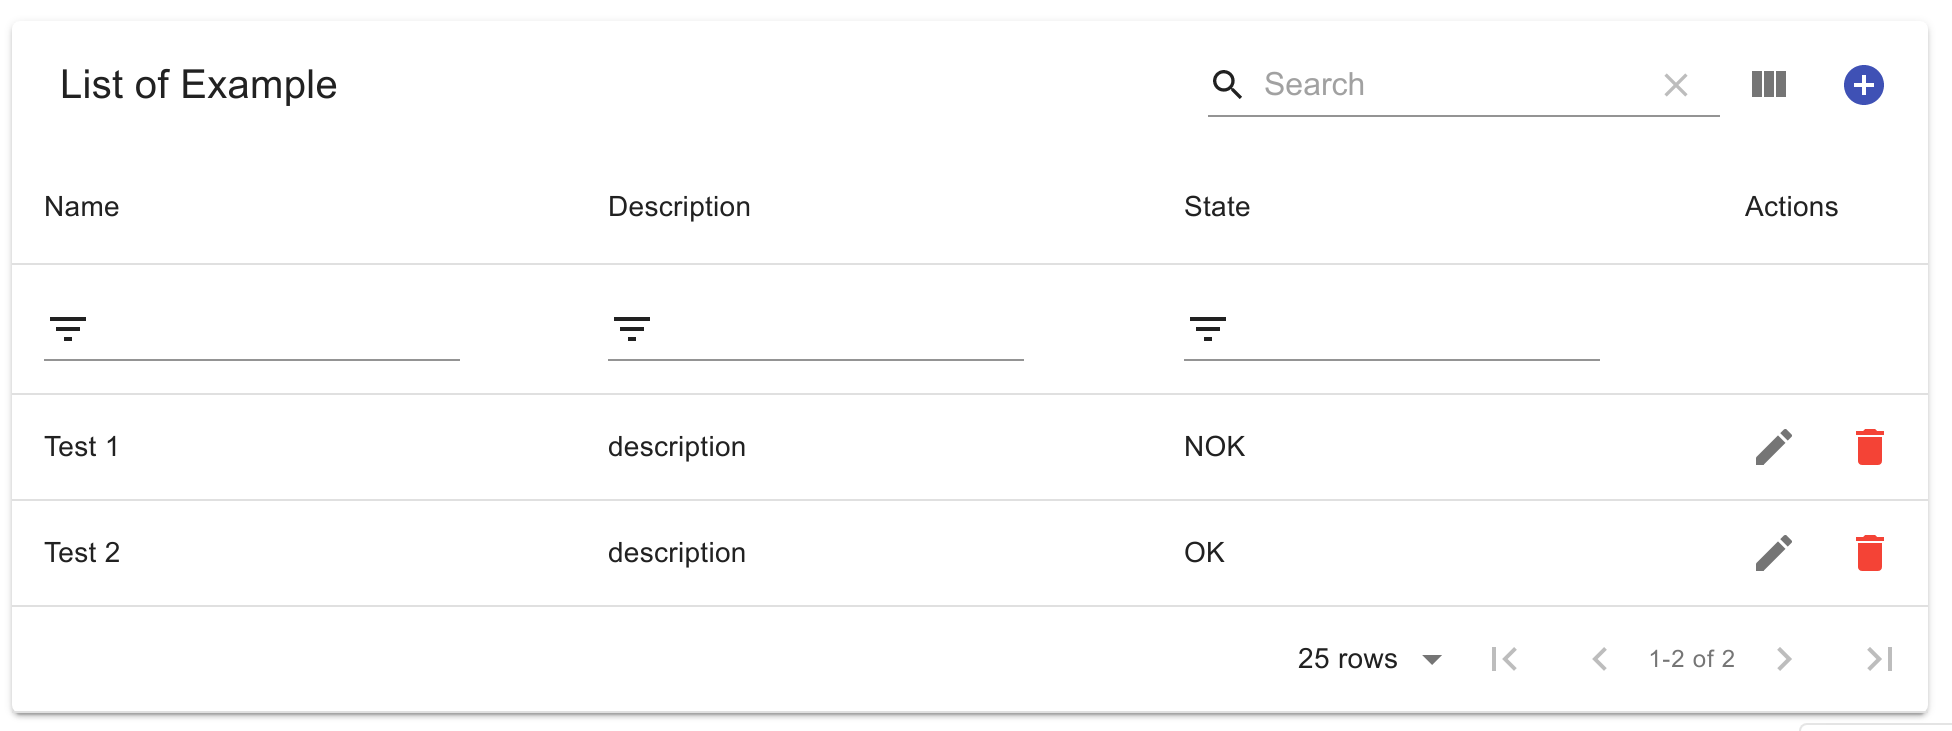 List of Example
Search
Name Description State Actions
Test 1 description NOK
Test 2 description OK
25 rows 1-2 of 2